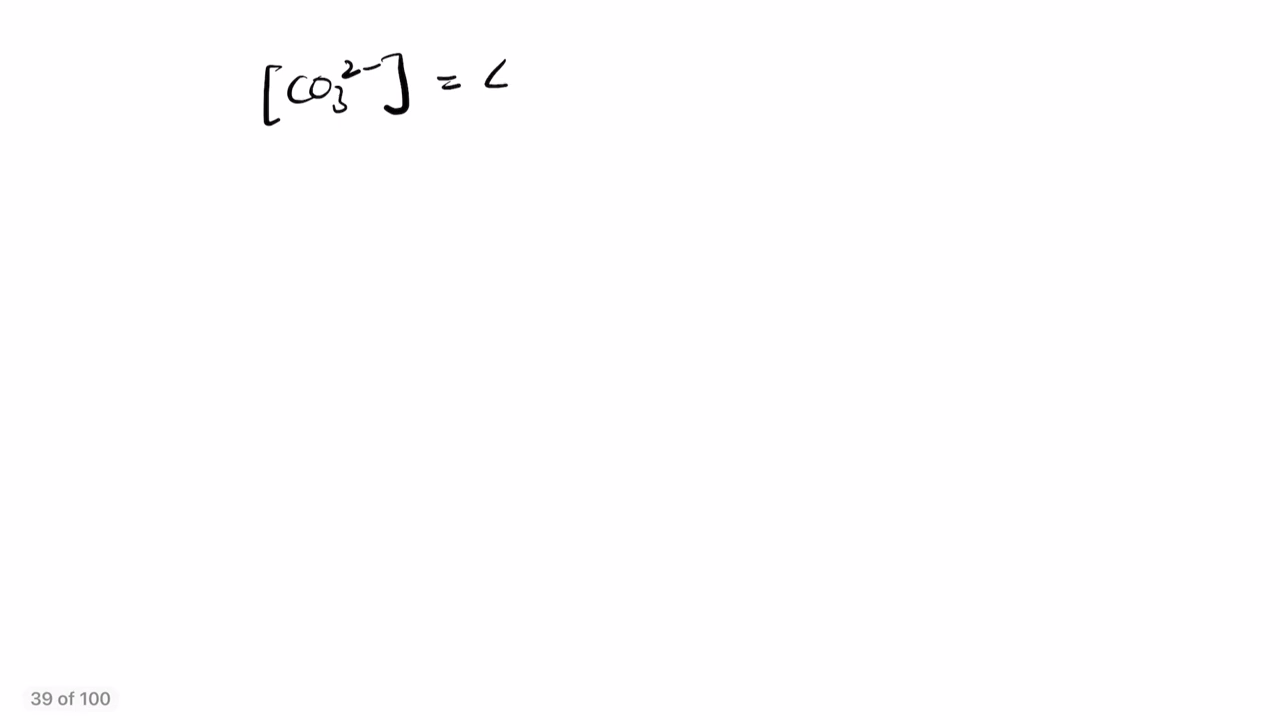 [CO₃²⁻] = <
39 of 100